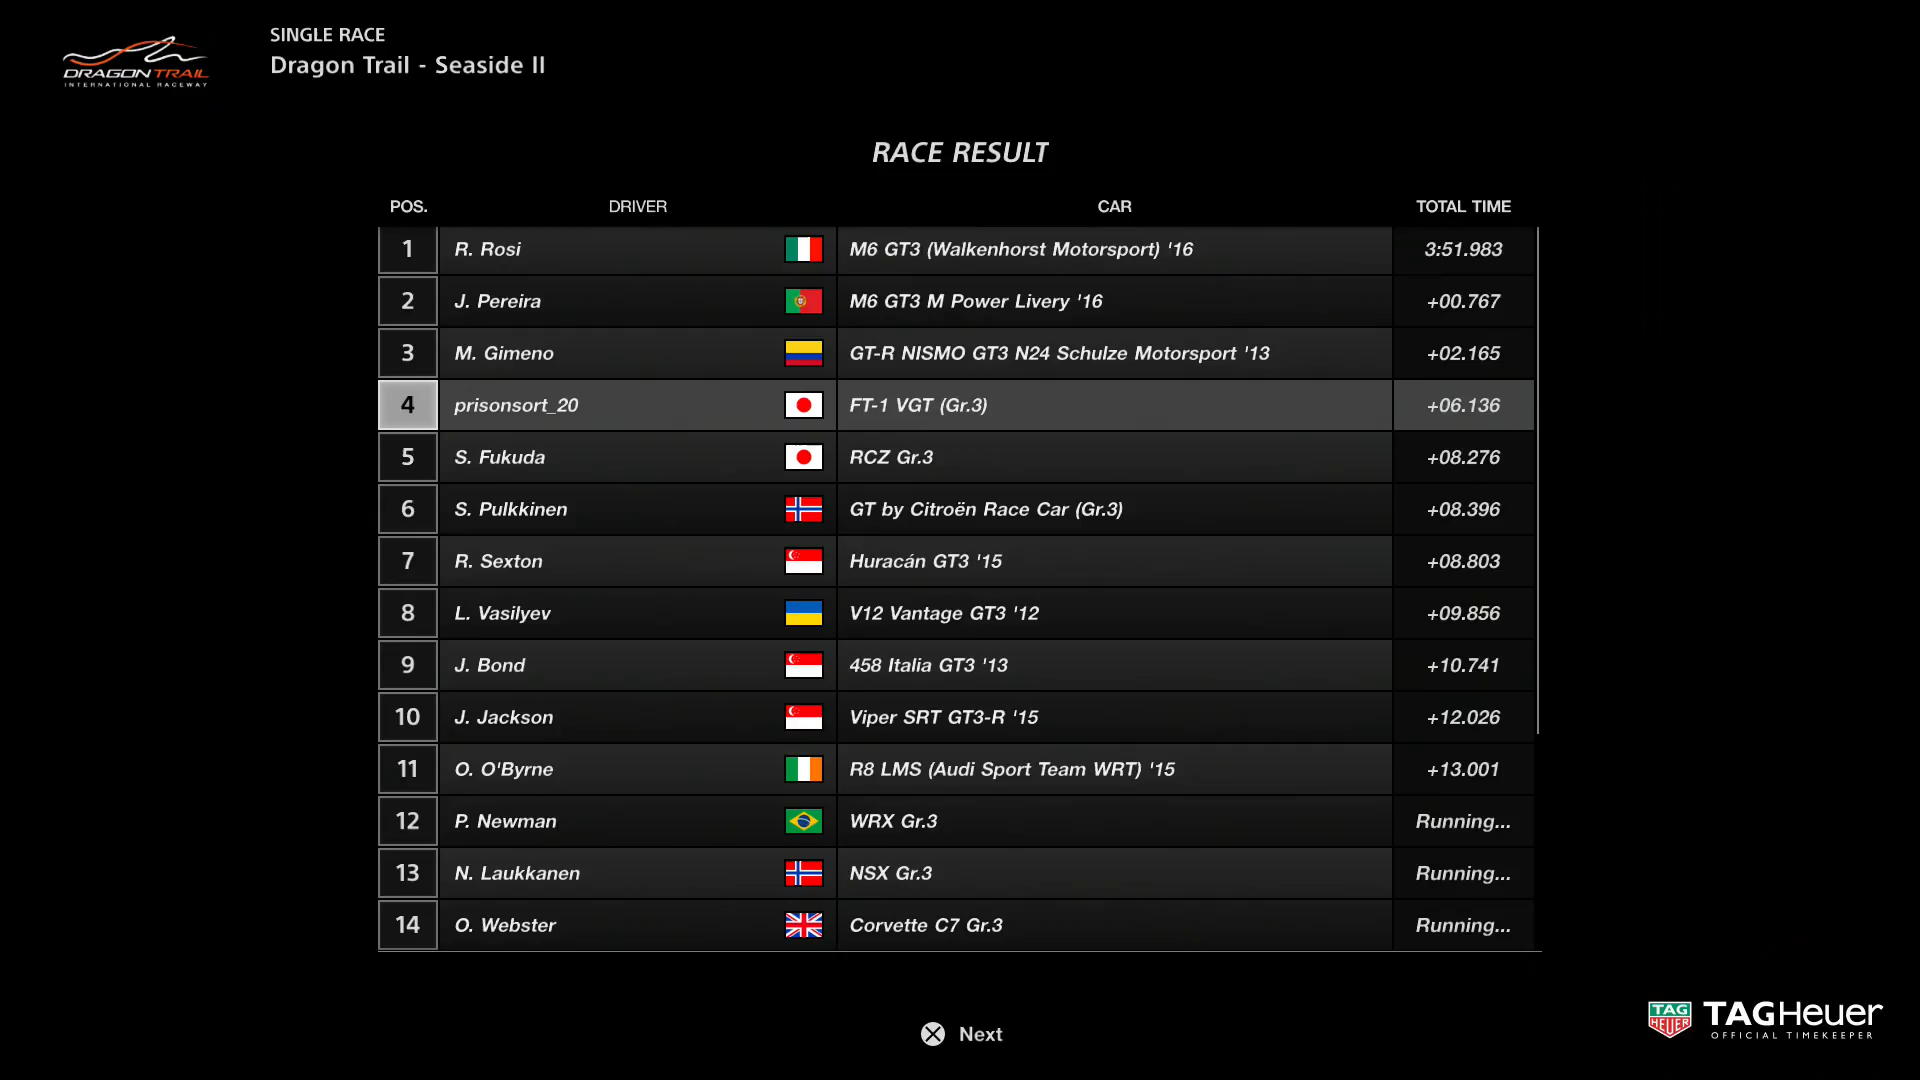 DRAGON TRAIL
INTERNATIONAL RACEWAY
SINGLE RACE
Dragon Trail - Seaside II
RACE RESULT
POS. DRIVER CAR TOTAL TIME
1 R. Rosi M6 GT3 (Walkenhorst Motorsport) '16 3:51.983
2 J. Pereira M6 GT3 M Power Livery '16 +00.767
3 M. Gimeno GT-R NISMO GT3 N24 Schulze Motorsport '13 +02.165
4 prisonsort_20 FT-1 VGT (Gr.3) +06.136
5 S. Fukuda RCZ Gr.3 +08.276
6 S. Pulkkinen GT by Citroën Race Car (Gr.3) +08.396
7 R. Sexton Huracán GT3 '15 +08.803
8 L. Vasilyev V12 Vantage GT3 '12 +09.856
9 J. Bond 458 Italia GT3 '13 +10.741
10 J. Jackson Viper SRT GT3-R '15 +12.026
11 O. O'Byrne R8 LMS (Audi Sport Team WRT) '15 +13.001
12 P. Newman WRX Gr.3 Running...
13 N. Laukkanen NSX Gr.3 Running...
14 O. Webster Corvette C7 Gr.3 Running...
Next
TAG HEUER
TAGHeuer
OFFICIAL TIMEKEEPER